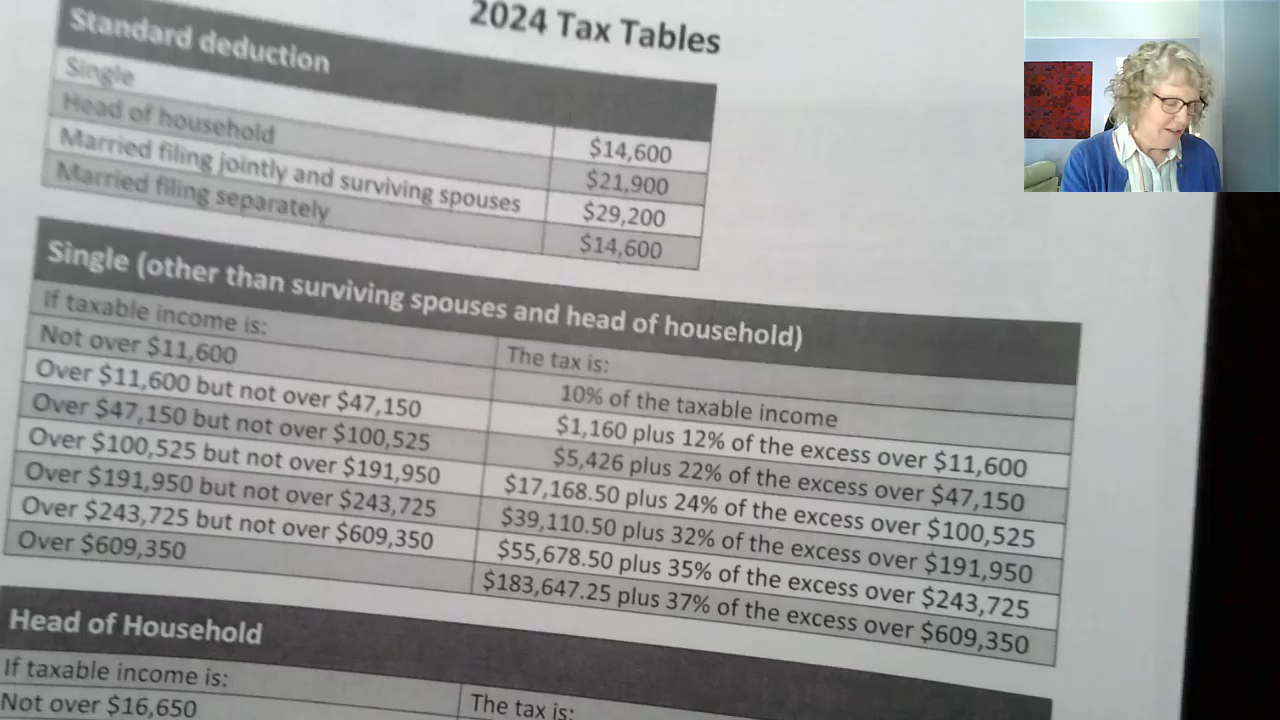 2024 Tax Tables
Standard deduction
Single $14,600
Head of household $21,900
Married filing jointly and surviving spouses $29,200
Married filing separately $14,600
Single (other than surviving spouses and head of household)
If taxable income is: The tax is:
Not over $11,600 10% of the taxable income
Over $11,600 but not over $47,150 $1,160 plus 12% of the excess over $11,600
Over $47,150 but not over $100,525 $5,426 plus 22% of the excess over $47,150
Over $100,525 but not over $191,950 $17,168.50 plus 24% of the excess over $100,525
Over $191,950 but not over $243,725 $39,110.50 plus 32% of the excess over $191,950
Over $243,725 but not over $609,350 $55,678.50 plus 35% of the excess over $243,725
Over $609,350 $183,647.25 plus 37% of the excess over $609,350
Head of Household
If taxable income is: The tax is:
Not over $16,650